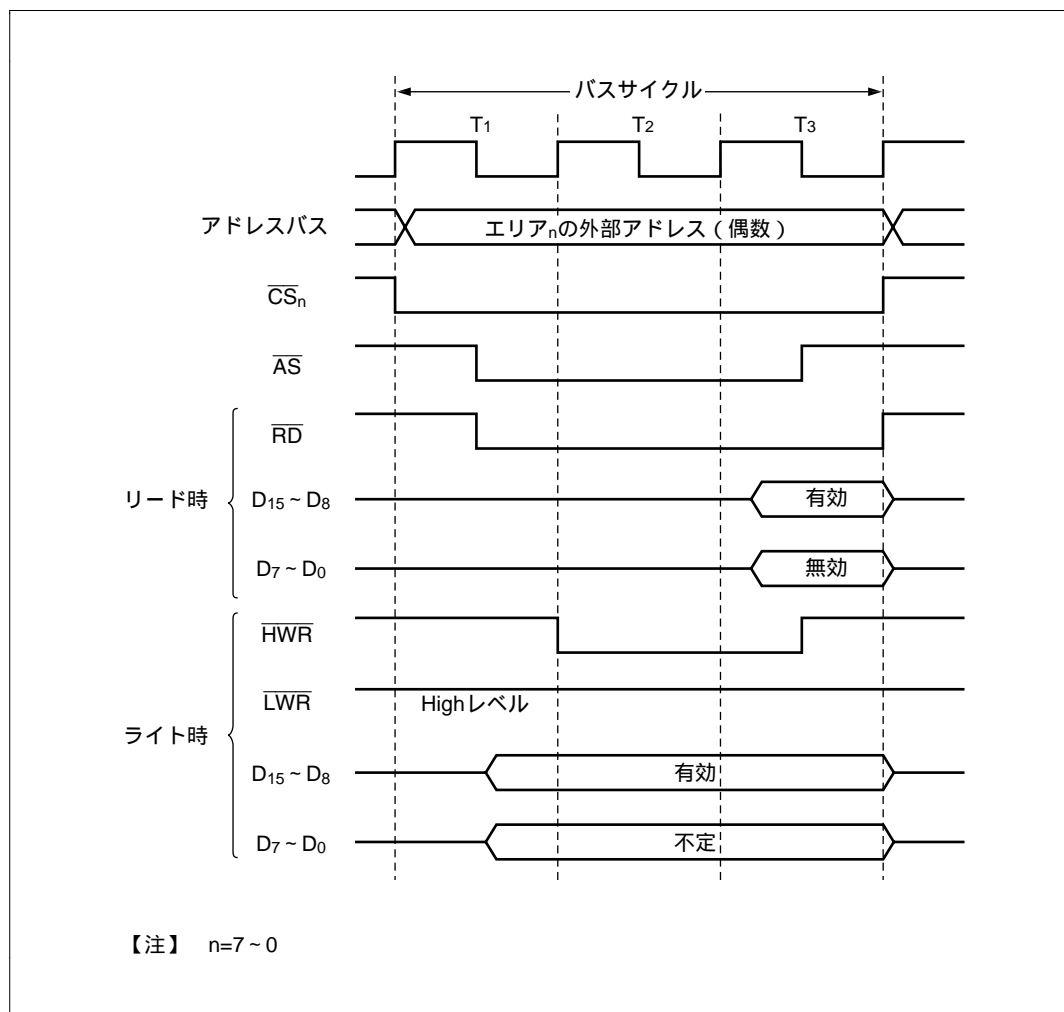 バスサイクル
T1 T2 T3
アドレスバス エリアnの外部アドレス（偶数）
CSn
AS
RD
リード時 D15～D8 有効
D7～D0 無効
HWR
LWR Highレベル
ライト時
D15～D8 有効
D7～D0 不定
【注】 n=7～0